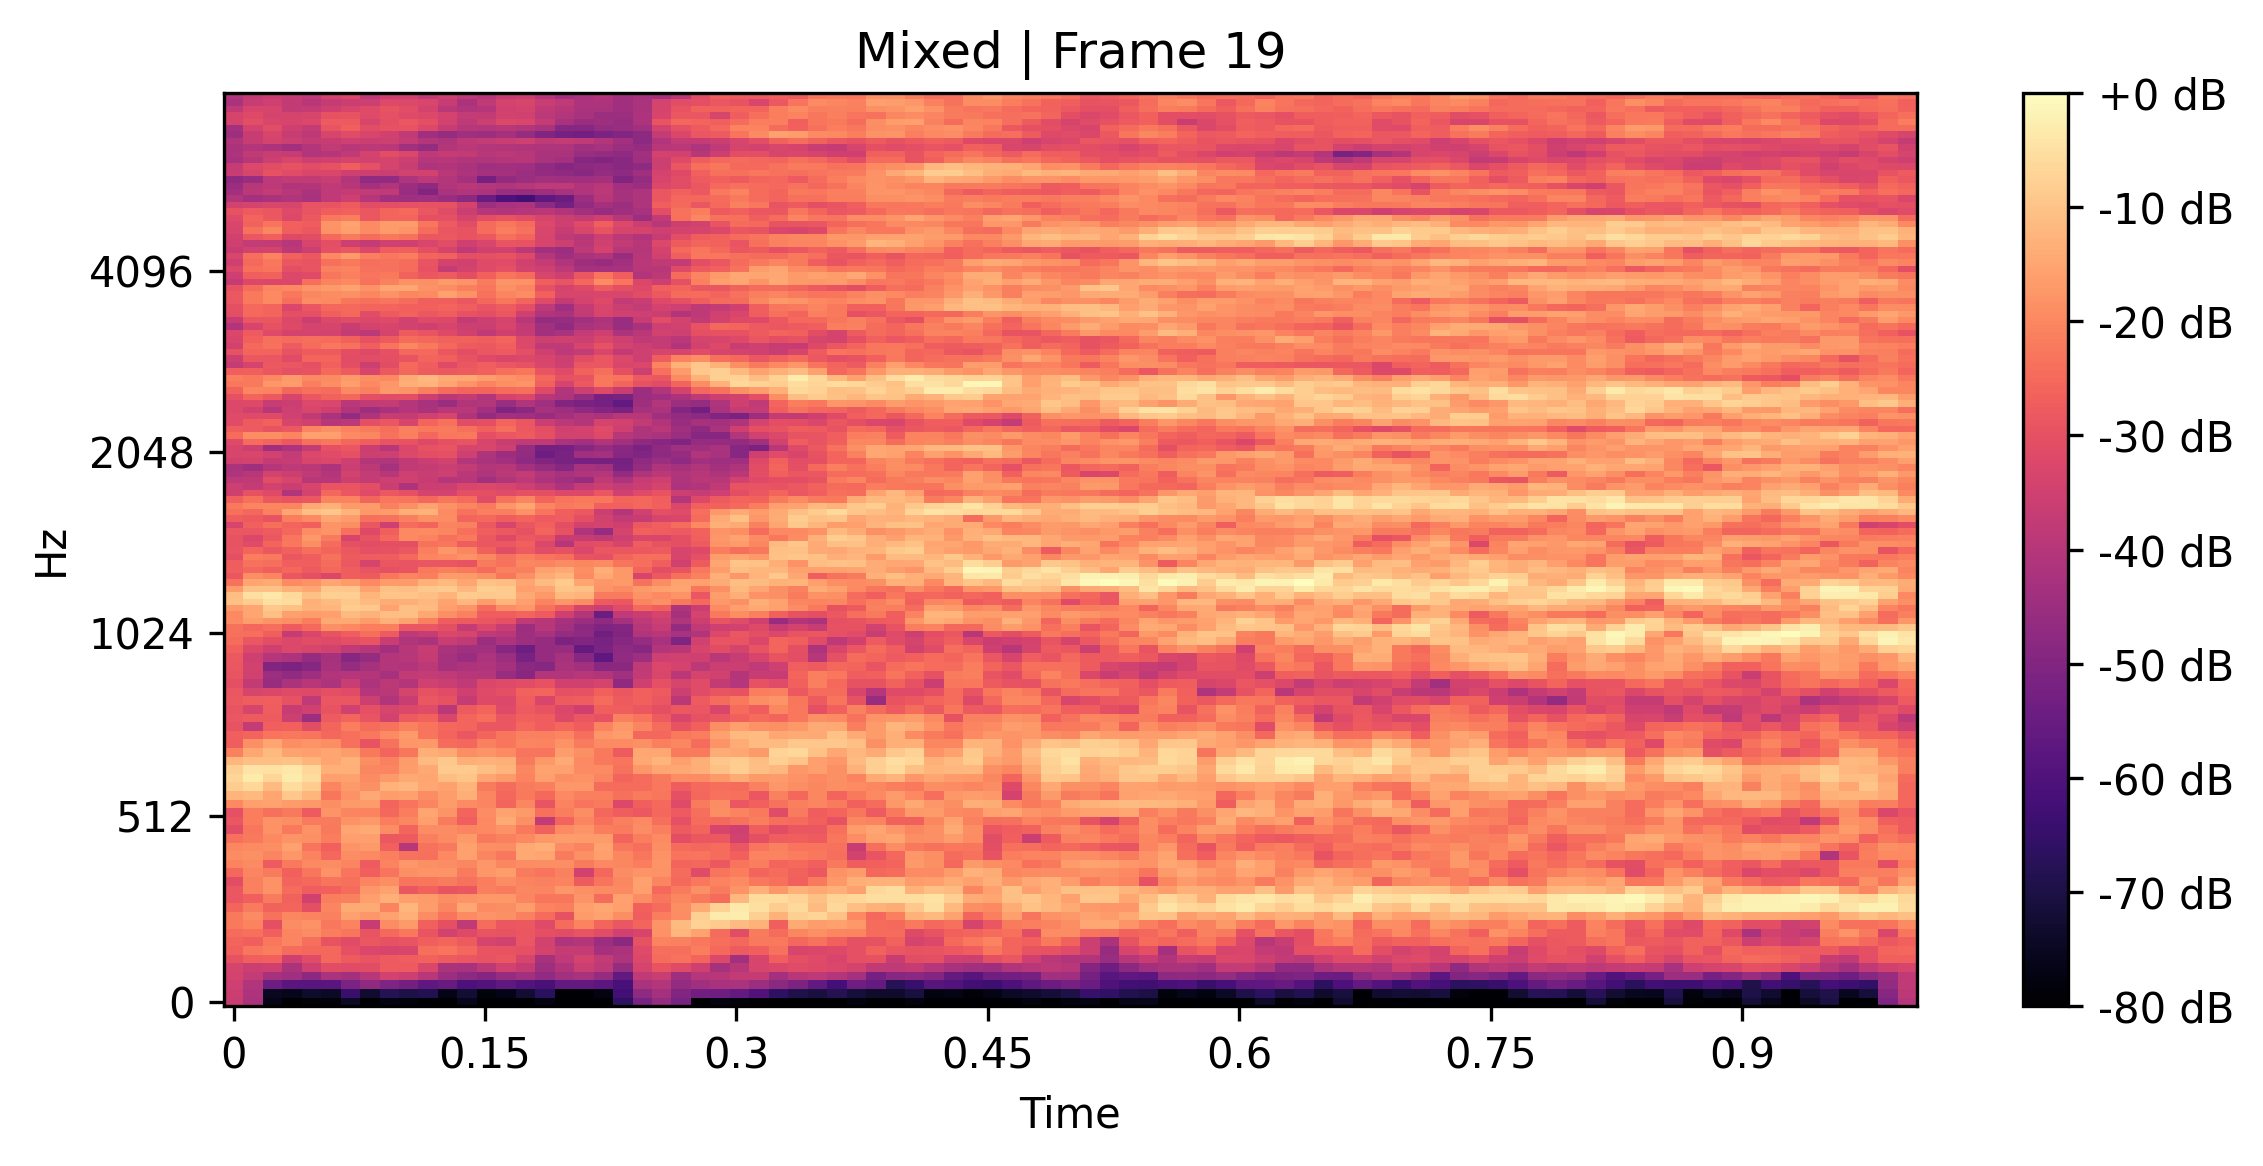 Mixed | Frame 19
Hz
4096
2048
1024
512
0
0 0.15 0.3 0.45 0.6 0.75 0.9
Time
+0 dB
-10 dB
-20 dB
-30 dB
-40 dB
-50 dB
-60 dB
-70 dB
-80 dB